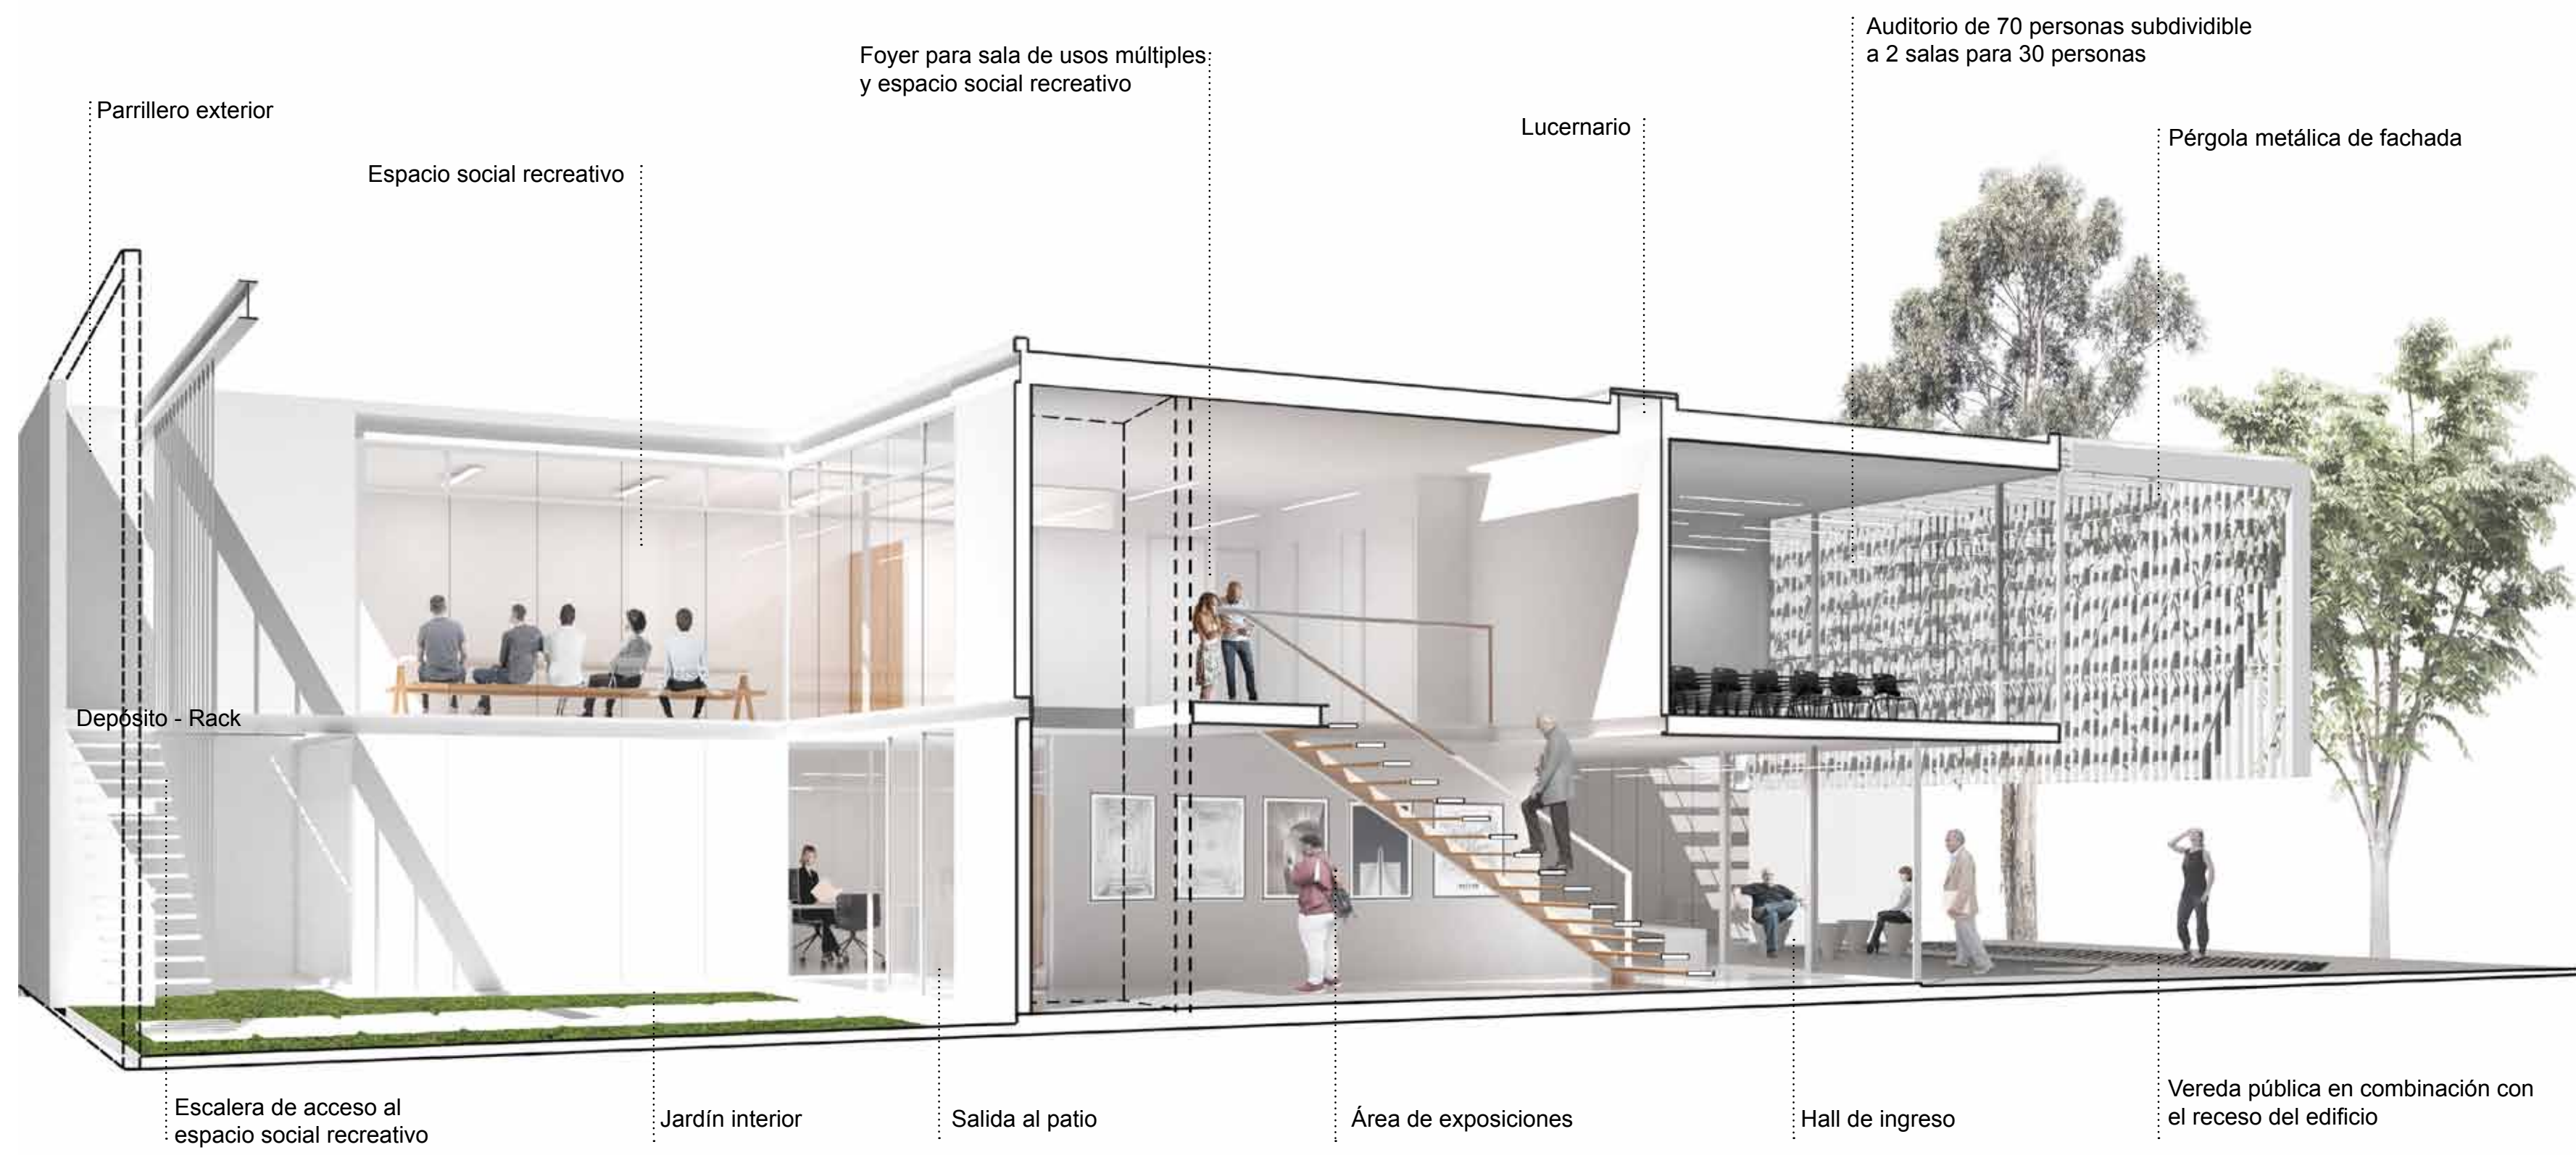 Auditorio de 70 personas subdividible
a 2 salas para 30 personas
Foyer para sala de usos múltiples
y espacio social recreativo
Parrillero exterior
Lucernario
Pérgola metálica de fachada
Espacio social recreativo
Depósito - Rack
Escalera de acceso al
espacio social recreativo
Jardín interior
Salida al patio
Área de exposiciones
Hall de ingreso
Vereda pública en combinación con
el receso del edificio